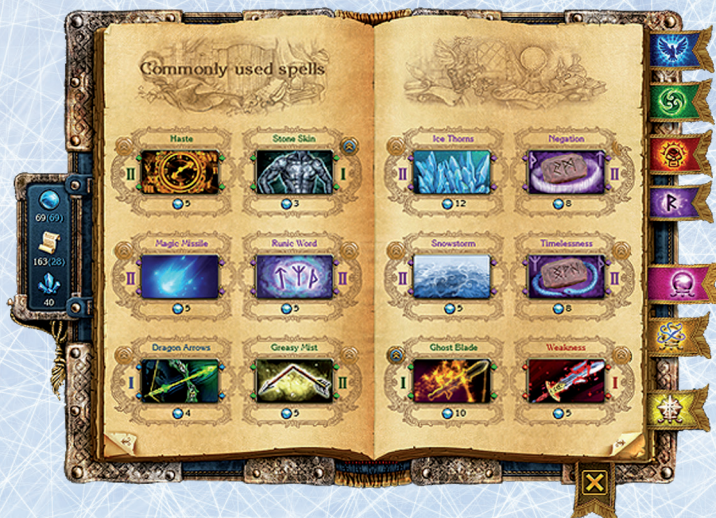 Commonly used spells
Haste
II
5
Stone Skin
I
3
Ice Thorns
II
12
Negation
II
8
69(69)
163(28)
40
Magic Missile
II
5
Runic Word
II
5
Snowstorm
II
5
Timelessness
II
8
Dragon Arrows
I
4
Greasy Mist
II
5
Ghost Blade
I
10
Weakness
I
5